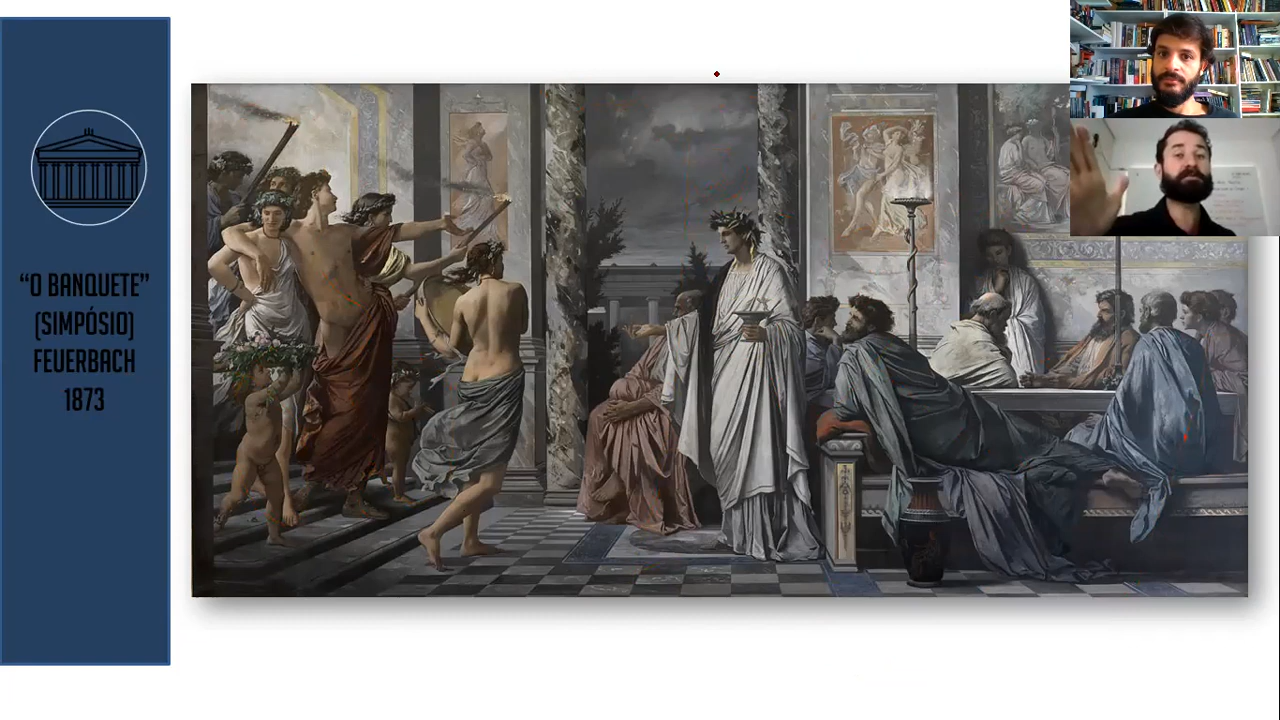 “O BANQUETE”
(SIMPÓSIO)
FEUERBACH
1873